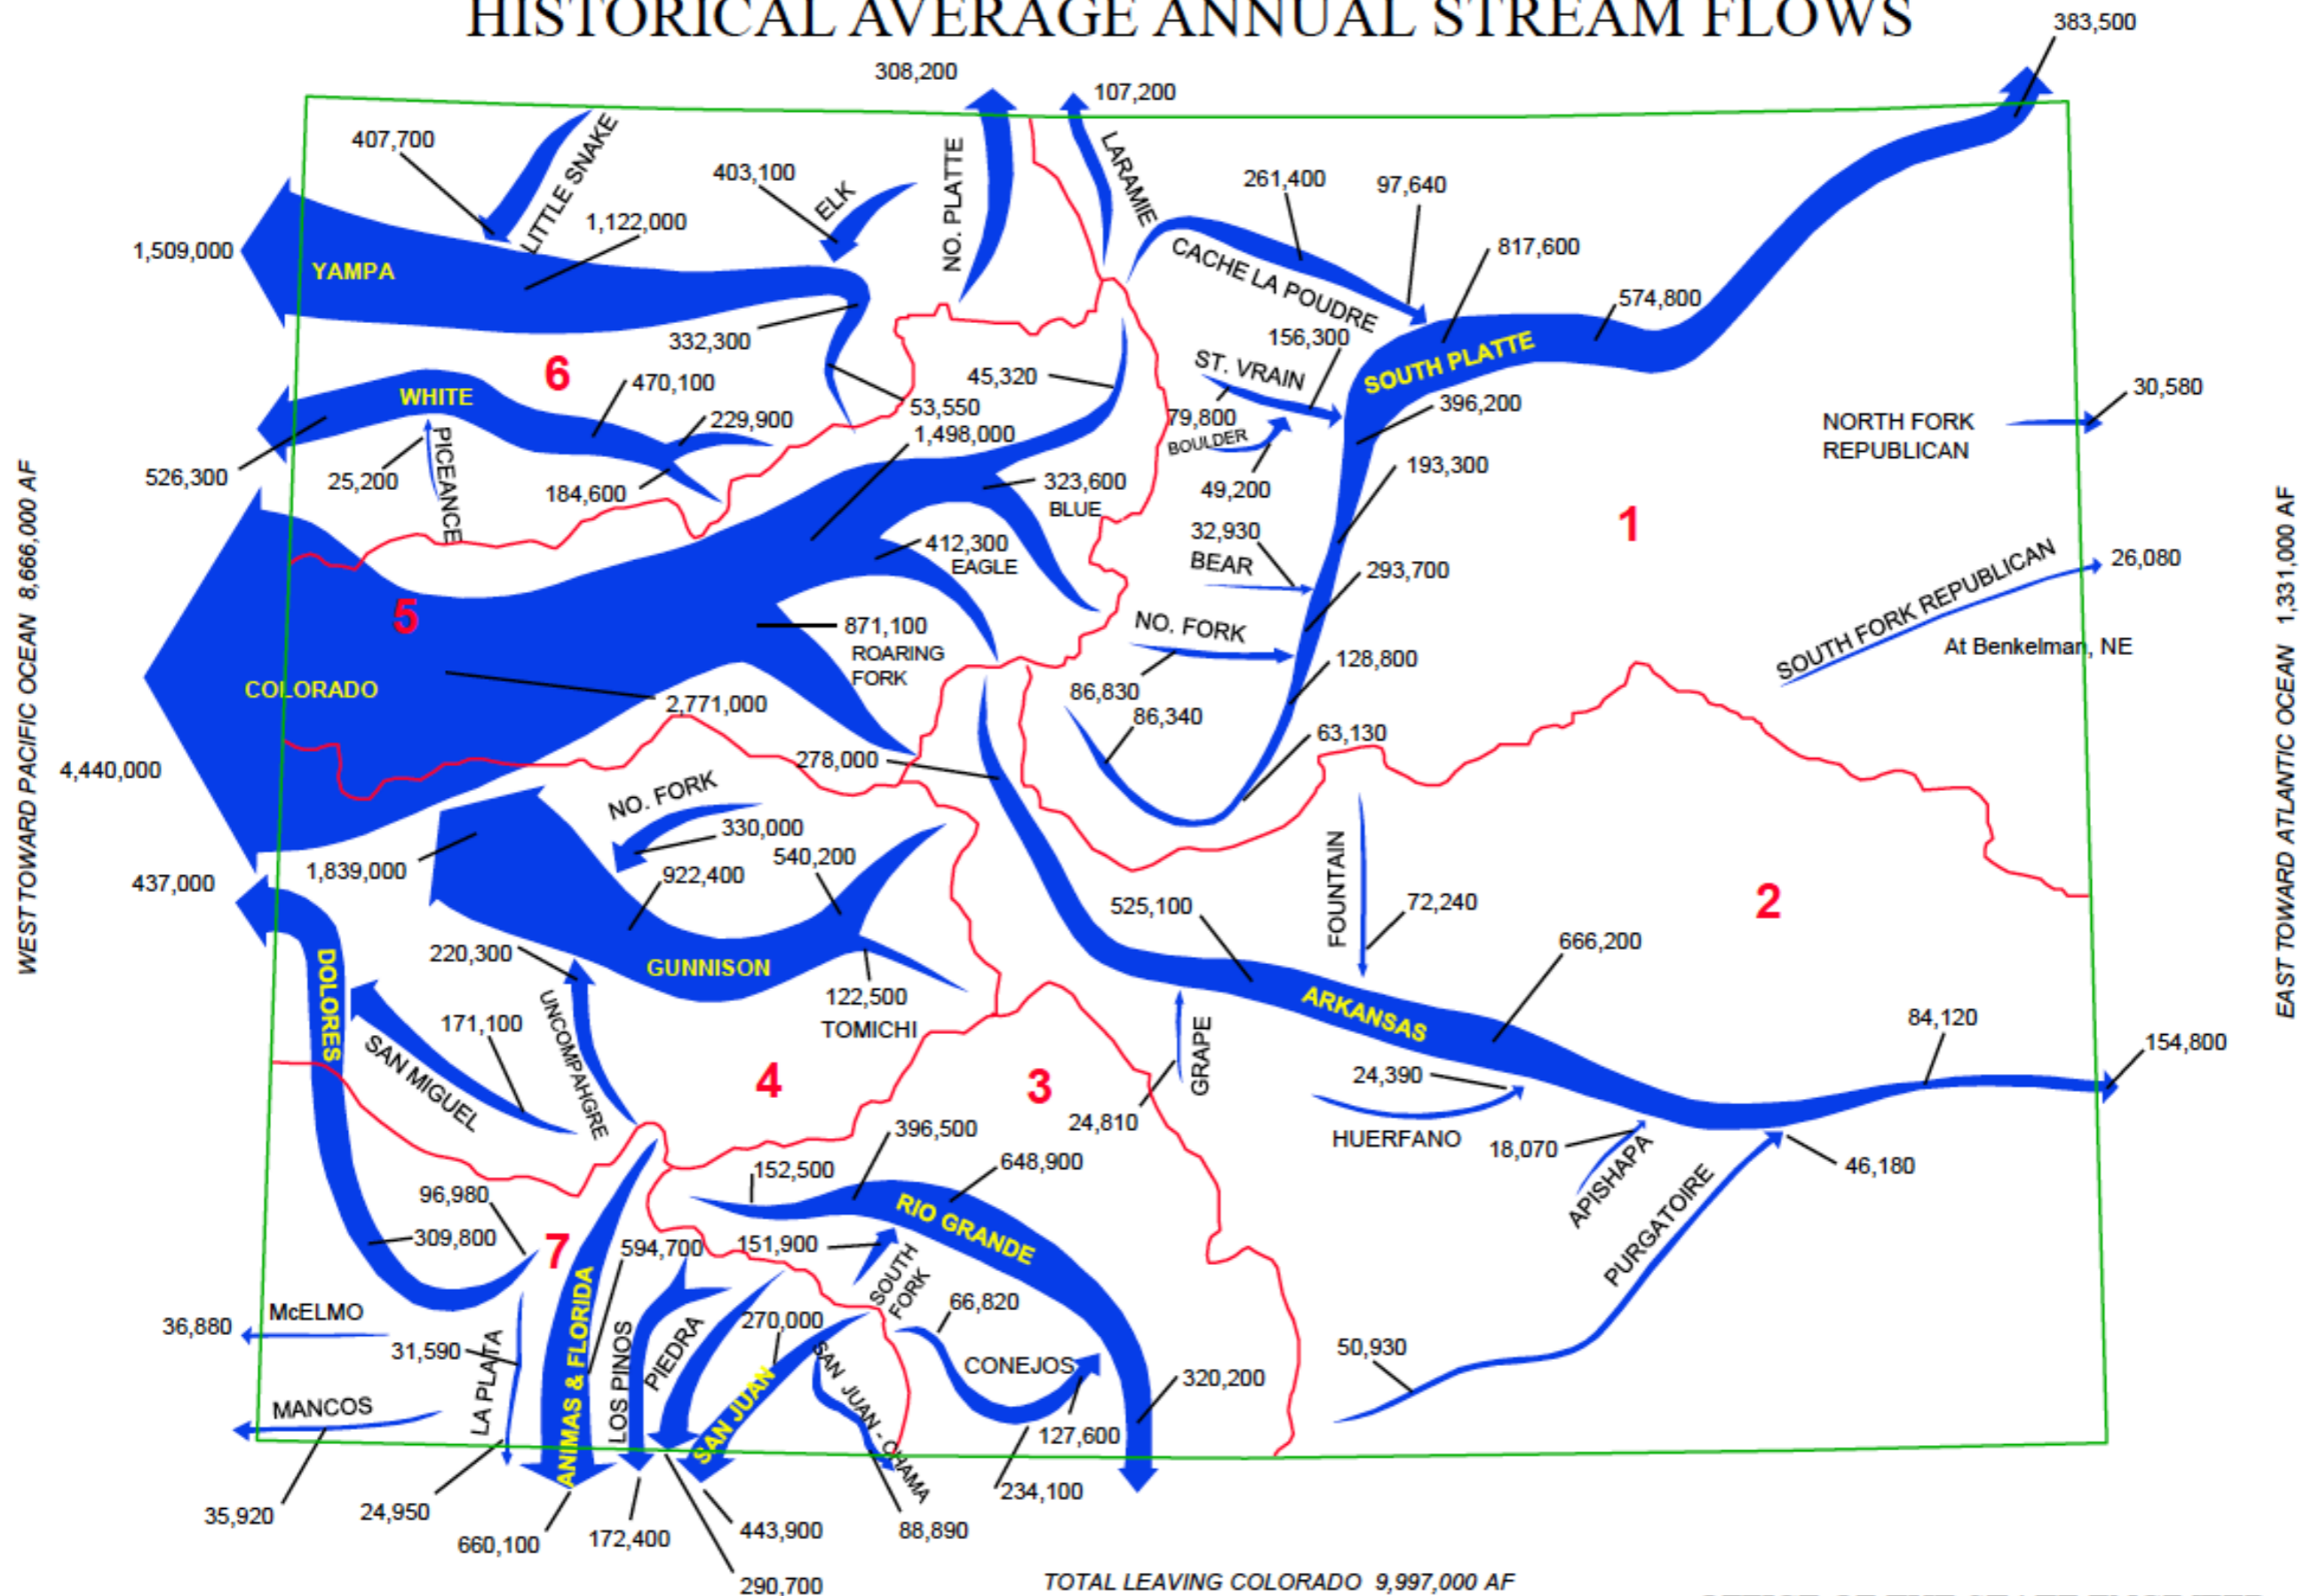 HISTORICAL AVERAGE ANNUAL STREAM FLOWS
383,500
308,200
107,200
407,700
LITTLE SNAKE
403,100
ELK
NO. PLATTE
LARAMIE
261,400
97,640
1,122,000
817,600
1,509,000
YAMPA
CACHE LA POUDRE
574,800
332,300
156,300
SOUTH PLATTE
6
470,100
45,320
ST. VRAIN
30,580
WHITE
229,900
53,550
79,800
396,200
NORTH FORK
REPUBLICAN
1,498,000
BOULDER
526,300
25,200
PICEANCE
184,600
323,600
BLUE
49,200
193,300
1
32,930
BEAR
412,300
EAGLE
293,700
SOUTH FORK REPUBLICAN
26,080
5
871,100
ROARING
FORK
NO. FORK
128,800
At Benkelman, NE
COLORADO
2,771,000
86,830
86,340
63,130
4,440,000
278,000
NO. FORK
330,000
540,200
FOUNTAIN
437,000
1,839,000
922,400
525,100
72,240
2
DOLORES
220,300
GUNNISON
666,200
122,500
TOMICHI
ARKANSAS
84,120
154,800
171,100
SAN MIGUEL
UNCOMPAHGRE
4
3
GRAPE
24,390
24,810
HUERFANO
18,070
APISHAPA
46,180
396,500
152,500
648,900
RIO GRANDE
PURGATOIRE
96,980
309,800
7
594,700
151,900
SOUTH
FORK
McELMO
36,880
31,590
LA PLATA
ANIMAS & FLORIDA
LOS PINOS
PIEDRA
270,000
SAN JUAN
SAN JUAN - CHAMA
66,820
CONEJOS
50,930
320,200
MANCOS
127,600
35,920
24,950
660,100
172,400
443,900
88,890
234,100
290,700
WEST TOWARD PACIFIC OCEAN 8,666,000 AF
EAST TOWARD ATLANTIC OCEAN 1,331,000 AF
TOTAL LEAVING COLORADO 9,997,000 AF